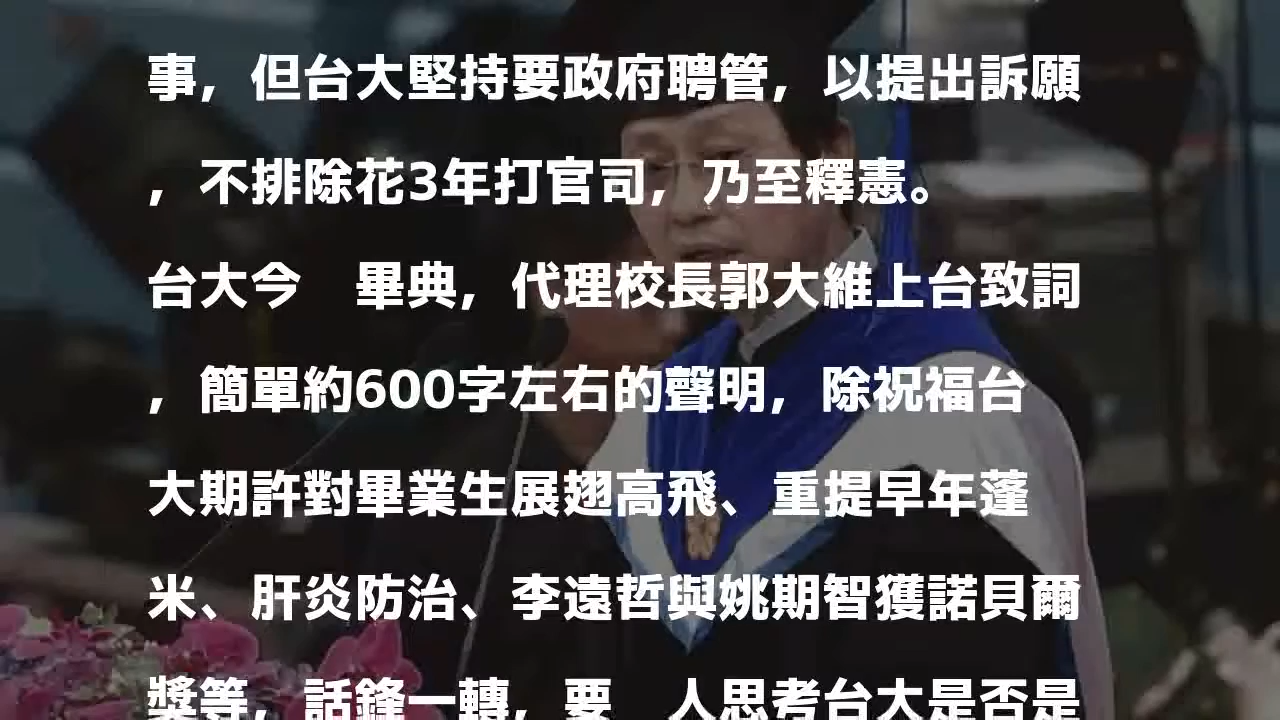 事，但台大堅持要政府聘管，以提出訴願
，不排除花3年打官司，乃至釋憲。
台大今　畢典，代理校長郭大維上台致詞
，簡單約600字左右的聲明，除祝福台
大期許對畢業生展翅高飛、重提早年蓬
米、肝炎防治、李遠哲與姚期智獲諾貝爾
獎等，話鋒一轉，要　人思考台大是否是